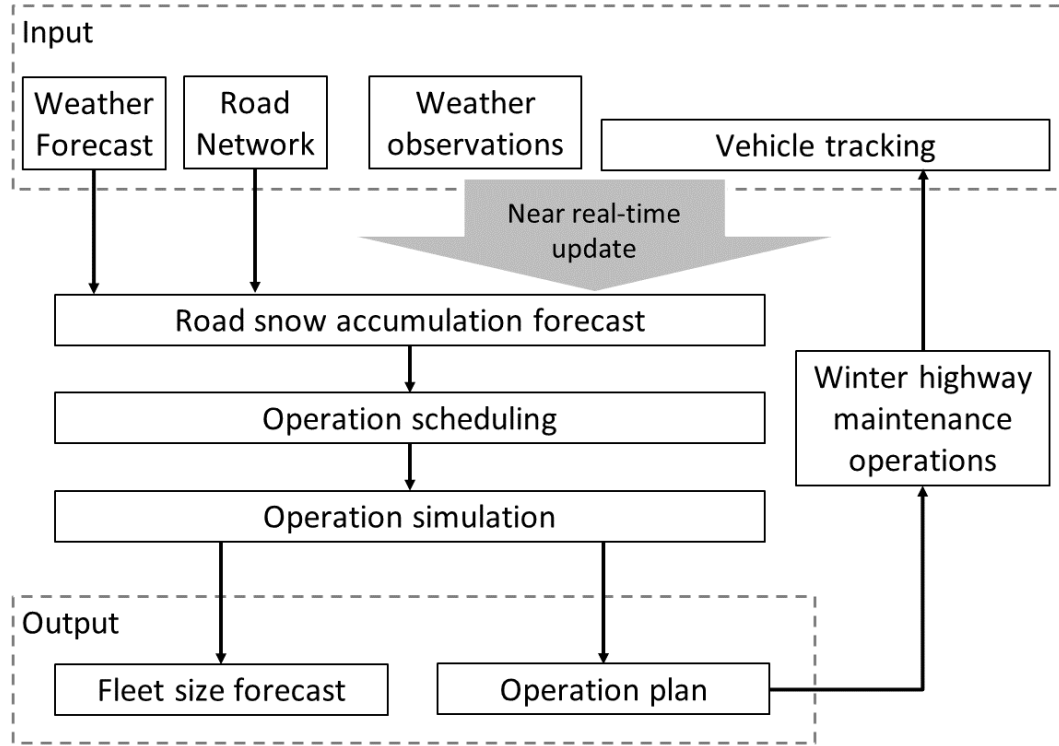 Input
Weather
Forecast
Road
Network
Weather
observations
Vehicle tracking
Near real-time
update
Road snow accumulation forecast
Operation scheduling
Winter highway
maintenance
operations
Operation simulation
Output
Fleet size forecast
Operation plan